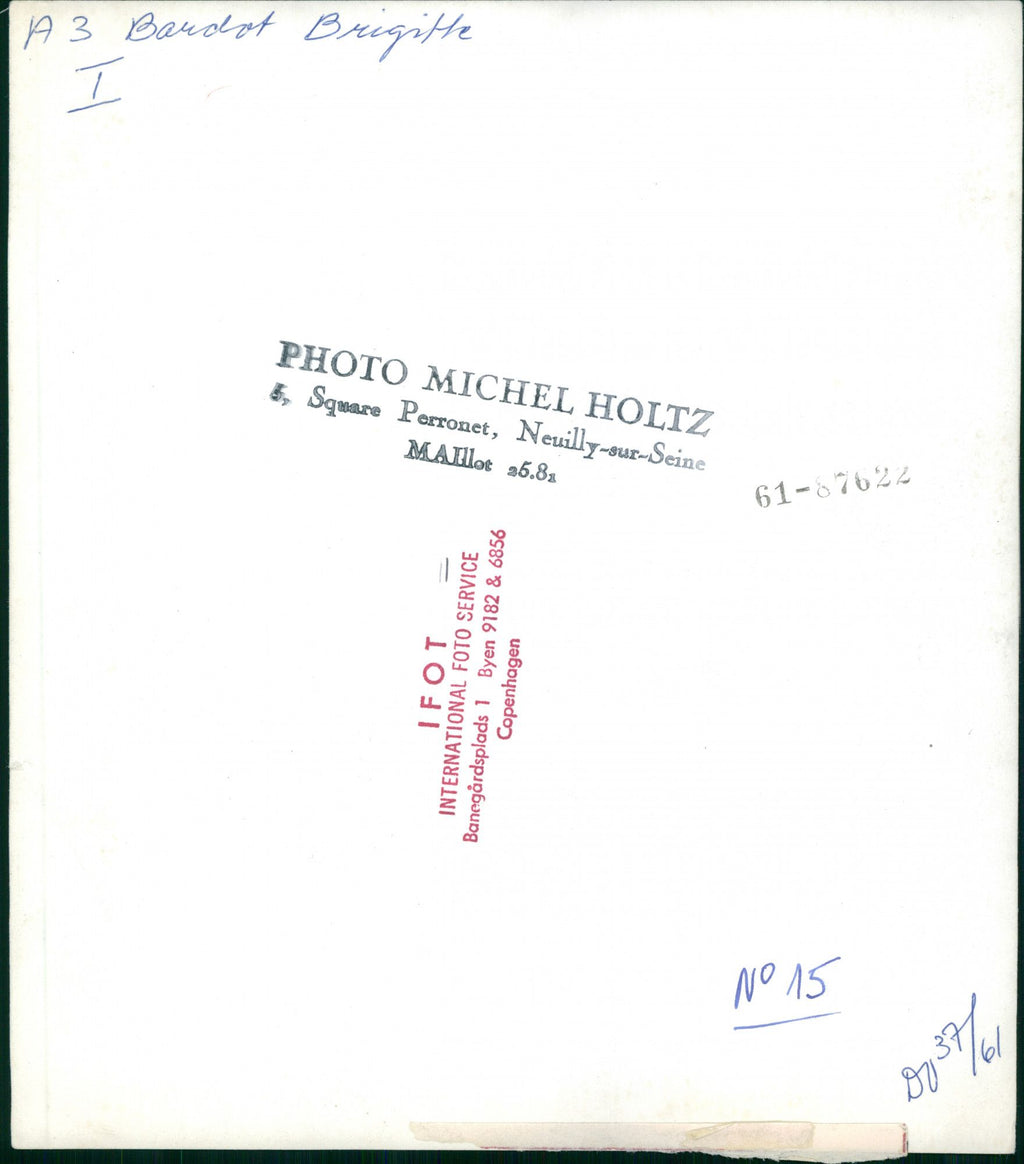 A 3 Bardot Brigitte
I
PHOTO MICHEL HOLTZ
5, Square Perronet, Neuilly-sur-Seine
MAIllot 25.81
61-87622
IFOT
INTERNATIONAL FOTO SERVICE
Banegårdsplads 1 Byen 9182 & 6856
Copenhagen
No 15
DV 37/61